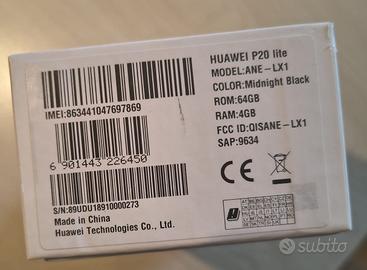 HUAWEI P20 lite
MODEL:ANE-LX1
COLOR:Midnight Black
ROM:64GB
RAM:4GB
FCC ID:QISANE-LX1
SAP:9634
IMEI:863441047697869
6 901443 226450
S/N:89UDU18910000273
Made in China
Huawei Technologies Co., Ltd.
CE
subito